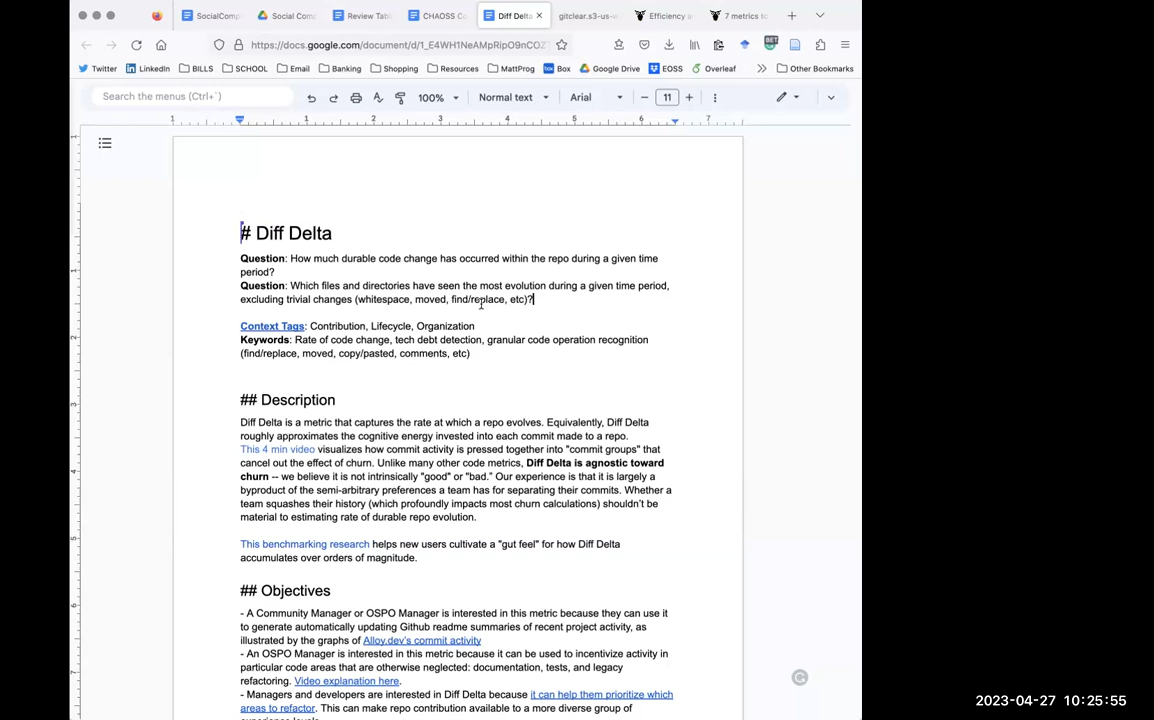 SocialComp
Social Com
Review Tabl
CHAOSS Co
Diff Delta
gitclear.s3-us-w
Efficiency a
7 metrics to
https://docs.google.com/document/d/1_E4WH1NeAMpRipO9nCOZ
Twitter
LinkedIn
BILLS
SCHOOL
Email
Banking
Shopping
Resources
MattProg
Box
Google Drive
EOSS
Overleaf
Other Bookmarks
Search the menus (Ctrl+`)
100%
Normal text
Arial
11
1 1 2 3 4 5 6 7
# Diff Delta
Question: How much durable code change has occurred within the repo during a given time
period?
Question: Which files and directories have seen the most evolution during a given time period,
excluding trivial changes (whitespace, moved, find/replace, etc)?
Context Tags: Contribution, Lifecycle, Organization
Keywords: Rate of code change, tech debt detection, granular code operation recognition
(find/replace, moved, copy/pasted, comments, etc)
## Description
Diff Delta is a metric that captures the rate at which a repo evolves. Equivalently, Diff Delta
roughly approximates the cognitive energy invested into each commit made to a repo.
This 4 min video visualizes how commit activity is pressed together into "commit groups" that
cancel out the effect of churn. Unlike many other code metrics, Diff Delta is agnostic toward
churn -- we believe it is not intrinsically "good" or "bad." Our experience is that it is largely a
byproduct of the semi-arbitrary preferences a team has for separating their commits. Whether a
team squashes their history (which profoundly impacts most churn calculations) shouldn't be
material to estimating rate of durable repo evolution.
This benchmarking research helps new users cultivate a "gut feel" for how Diff Delta
accumulates over orders of magnitude.
## Objectives
- A Community Manager or OSPO Manager is interested in this metric because they can use it
to generate automatically updating Github readme summaries of recent project activity, as
illustrated by the graphs of Alloy.dev's commit activity
- An OSPO Manager is interested in this metric because it can be used to incentivize activity in
particular code areas that are otherwise neglected: documentation, tests, and legacy
refactoring. Video explanation here.
- Managers and developers are interested in Diff Delta because it can help them prioritize which
areas to refactor. This can make repo contribution available to a more diverse group of
2023-04-27 10:25:55